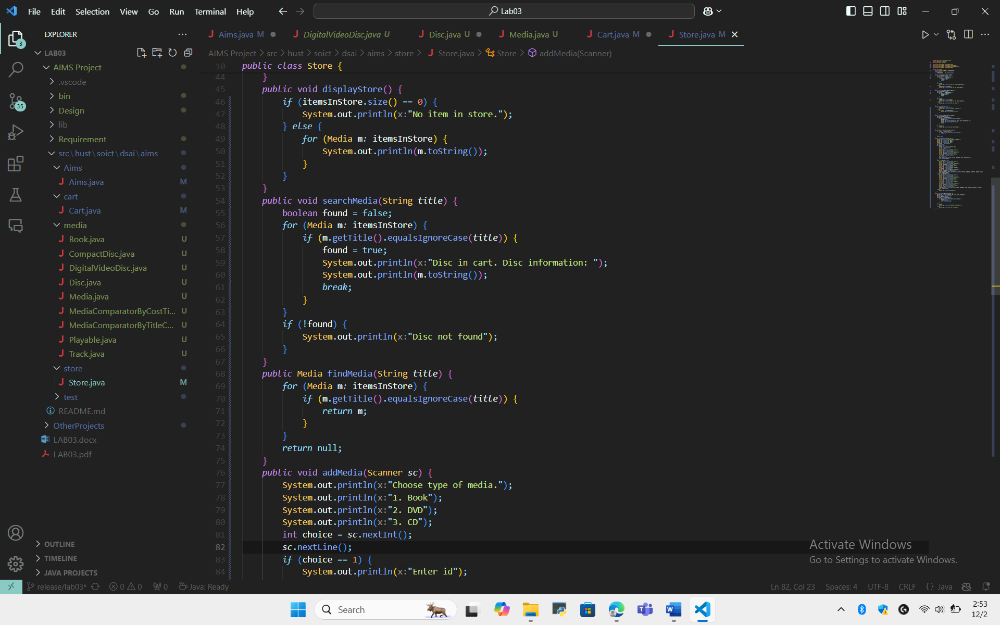 File Edit Selection View Go Run Terminal Help
Lab03
EXPLORER
LAB03
AIMS Project
.vscode
bin
Design
lib
Requirement
src\hust\soict\dsai\aims
Aims
Aims.java M
cart
Cart.java M
media
Book.java U
CompactDisc.java U
DigitalVideoDisc.java U
Disc.java U
Media.java U
MediaComparatorByCostTi... U
MediaComparatorByTitleC... U
Playable.java U
Track.java U
store
Store.java M
test
README.md
OtherProjects
LAB03.docx
LAB03.pdf
OUTLINE
TIMELINE
JAVA PROJECTS
3
35
Aims.java M DigitalVideoDisc.java U Disc.java U Media.java U Cart.java M Store.java M
AIMS Project > src > hust > soict > dsai > aims > store > Store.java > Store > addMedia(Scanner)
10 public class Store {
44 }
45 public void displayStore() {
46 if (itemsInStore.size() == 0) {
47 System.out.println(x:"No item in store.");
48 } else {
49 for (Media m: itemsInStore) {
50 System.out.println(m.toString());
51 }
52 }
53 }
54 public void searchMedia(String title) {
55 boolean found = false;
56 for (Media m: itemsInStore) {
57 if (m.getTitle().equalsIgnoreCase(title)) {
58 found = true;
59 System.out.println(x:"Disc in cart. Disc information: ");
60 System.out.println(m.toString());
61 break;
62 }
63 }
64 if (!found) {
65 System.out.println(x:"Disc not found");
66 }
67 }
68 public Media findMedia(String title) {
69 for (Media m: itemsInStore) {
70 if (m.getTitle().equalsIgnoreCase(title)) {
71 return m;
72 }
73 }
74 return null;
75 }
76 public void addMedia(Scanner sc) {
77 System.out.println(x:"Choose type of media.");
78 System.out.println(x:"1. Book");
79 System.out.println(x:"2. DVD");
80 System.out.println(x:"3. CD");
81 int choice = sc.nextInt();
82 sc.nextLine();
83 if (choice == 1) {
84 System.out.println(x:"Enter id");
Activate Windows
Go to Settings to activate Windows.
release/lab03* 0 0 0 Java: Ready
Ln 82, Col 23 Spaces: 4 UTF-8 CRLF {} Java
Search
2:53
12/2